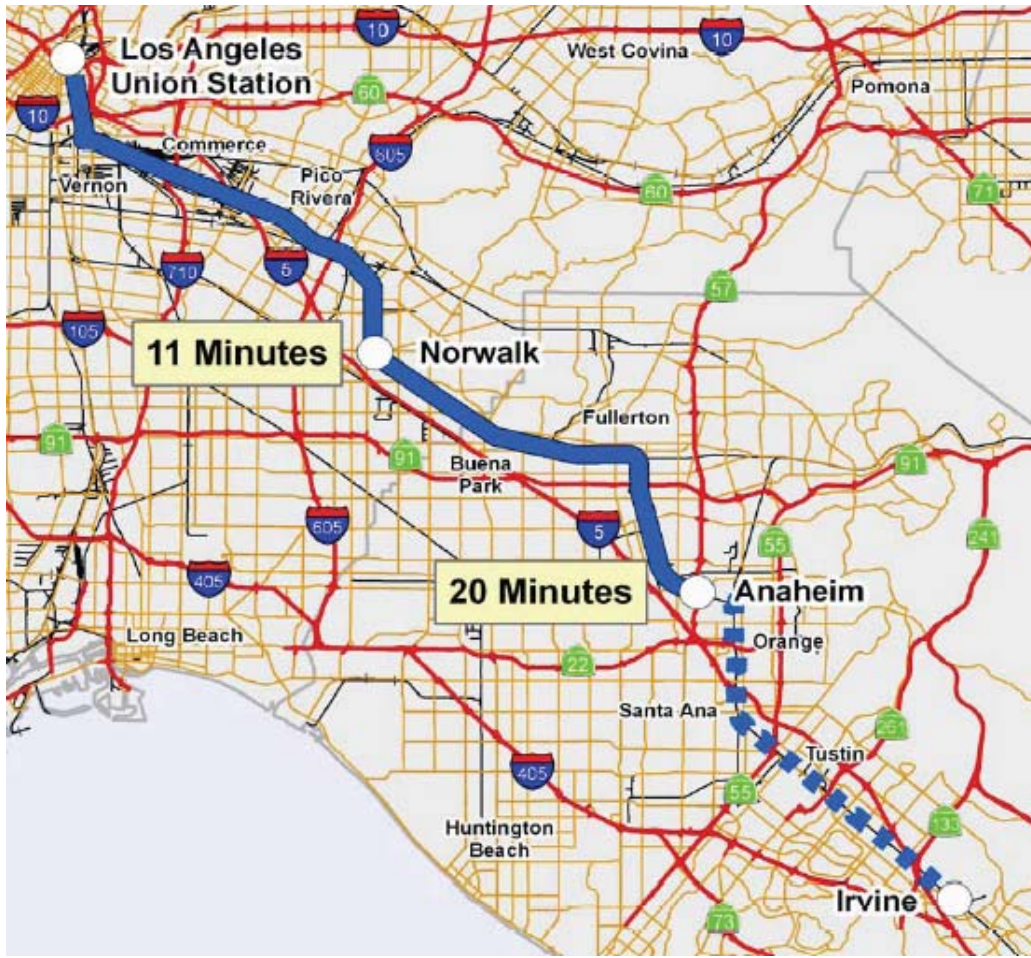 Los Angeles
Union Station
10
West Covina
10
Pomona
60
10
Commerce
605
Pico
Rivera
Vernon
60
71
710
5
57
105
11 Minutes
Norwalk
Fullerton
91
91
Buena
Park
91
605
5
55
241
405
20 Minutes
Anaheim
Long Beach
Orange
22
Santa Ana
261
Tustin
405
55
Huntington
Beach
133
Irvine
73